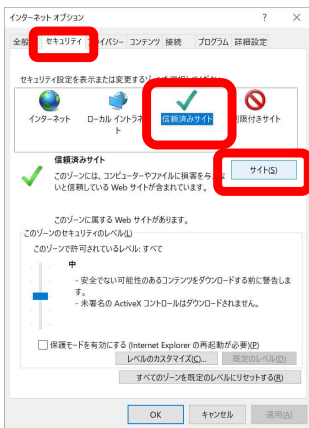 インターネット オプション
? ×
全般 セキュリティ プライバシー コンテンツ 接続 プログラム 詳細設定
セキュリティ設定を表示または変更するゾーンを選択してください
インターネット ローカル イントラネット 信頼済みサイト 制限付きサイト
信頼済みサイト
サイト(S)
このゾーンには、コンピューターやファイルに損害を与えな
いと信頼している Web サイトが含まれています。
このゾーンに属する Web サイトがあります。
このゾーンのセキュリティのレベル(L)
このゾーンで許可されているレベル: すべて
中
- 安全でない可能性のあるコンテンツをダウンロードする前に警告しま
す。
- 未署名の ActiveX コントロールはダウンロードされません。
保護モードを有効にする (Internet Explorer の再起動が必要)(P)
レベルのカスタマイズ(C)... 既定のレベル(D)
すべてのゾーンを既定のレベルにリセットする(R)
OK キャンセル 適用(A)